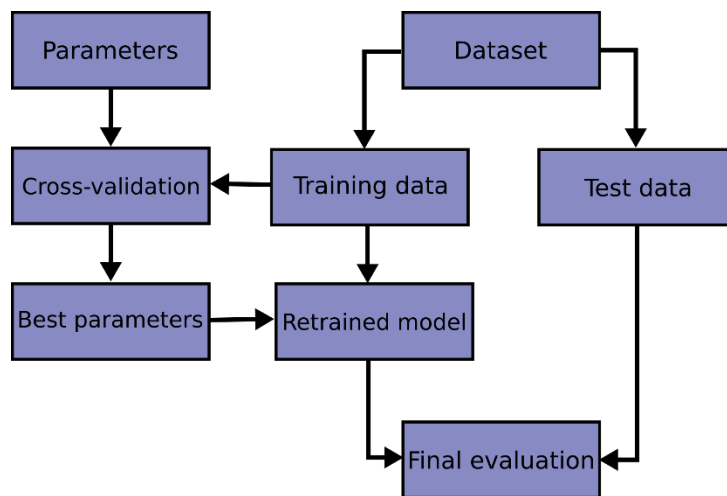 Parameters
Dataset
Cross-validation
Training data
Test data
Best parameters
Retrained model
Final evaluation